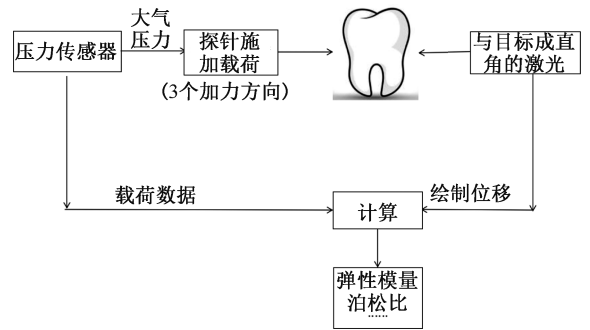 大气
压力
压力传感器
探针施
加载荷
(3个加力方向)
与目标成直
角的激光
载荷数据
绘制位移
计算
弹性模量
泊松比
……